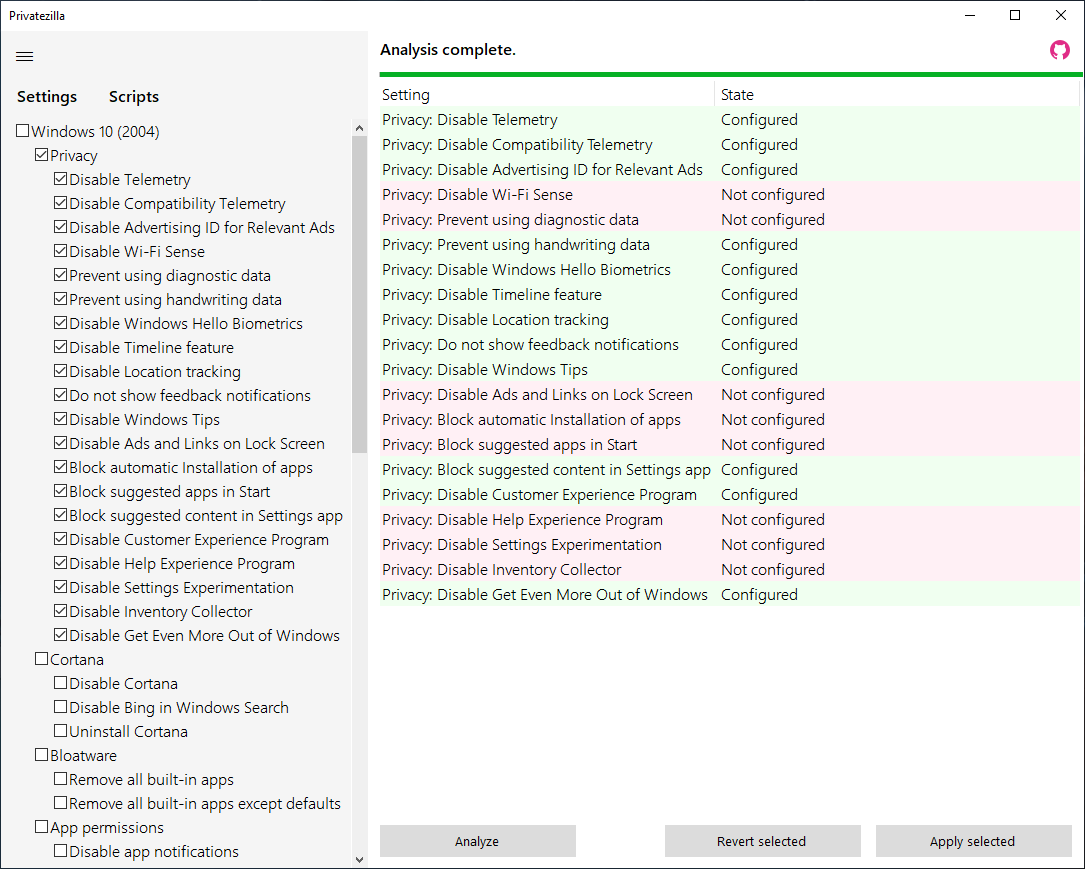 Privatezilla
Settings Scripts
Windows 10 (2004)
Privacy
Disable Telemetry
Disable Compatibility Telemetry
Disable Advertising ID for Relevant Ads
Disable Wi-Fi Sense
Prevent using diagnostic data
Prevent using handwriting data
Disable Windows Hello Biometrics
Disable Timeline feature
Disable Location tracking
Do not show feedback notifications
Disable Windows Tips
Disable Ads and Links on Lock Screen
Block automatic Installation of apps
Block suggested apps in Start
Block suggested content in Settings app
Disable Customer Experience Program
Disable Help Experience Program
Disable Settings Experimentation
Disable Inventory Collector
Disable Get Even More Out of Windows
Cortana
Disable Cortana
Disable Bing in Windows Search
Uninstall Cortana
Bloatware
Remove all built-in apps
Remove all built-in apps except defaults
App permissions
Disable app notifications
Analysis complete.
Setting State
Privacy: Disable Telemetry Configured
Privacy: Disable Compatibility Telemetry Configured
Privacy: Disable Advertising ID for Relevant Ads Configured
Privacy: Disable Wi-Fi Sense Not configured
Privacy: Prevent using diagnostic data Not configured
Privacy: Prevent using handwriting data Configured
Privacy: Disable Windows Hello Biometrics Configured
Privacy: Disable Timeline feature Configured
Privacy: Disable Location tracking Configured
Privacy: Do not show feedback notifications Configured
Privacy: Disable Windows Tips Configured
Privacy: Disable Ads and Links on Lock Screen Not configured
Privacy: Block automatic Installation of apps Not configured
Privacy: Block suggested apps in Start Not configured
Privacy: Block suggested content in Settings app Configured
Privacy: Disable Customer Experience Program Configured
Privacy: Disable Help Experience Program Not configured
Privacy: Disable Settings Experimentation Not configured
Privacy: Disable Inventory Collector Not configured
Privacy: Disable Get Even More Out of Windows Configured
Analyze Revert selected Apply selected